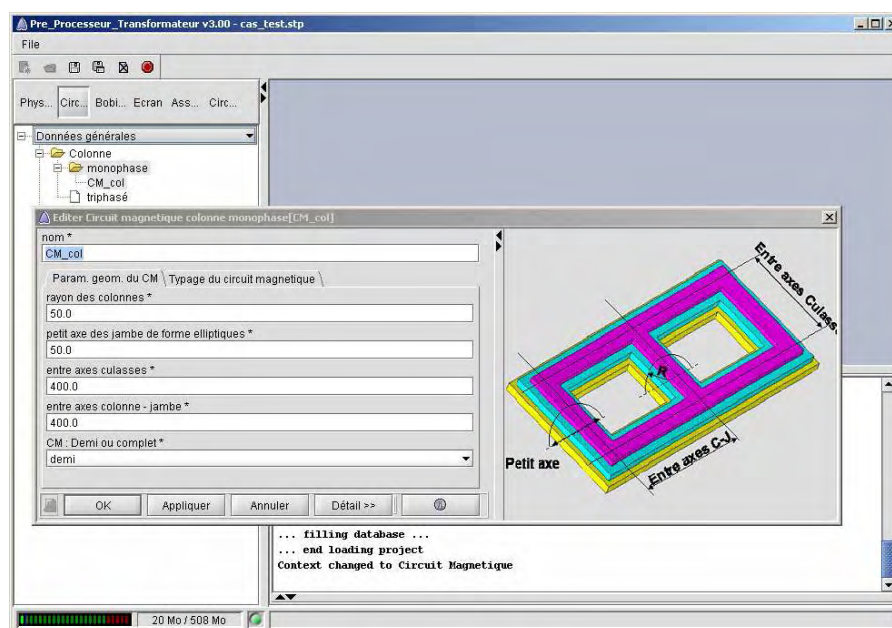 Pre_Processeur_Transformateur v3.00 - cas_test.stp
File
Phys... Circ... Bobi... Ecran Ass... Circ...
Données générales
Colonne
monophase
CM_col
triphasé
Editer Circuit magnetique colonne monophase[CM_col]
nom *
CM_col
Param. geom. du CM \ Typage du circuit magnetique \
rayon des colonnes *
50.0
petit axe des jambe de forme elliptiques *
50.0
entre axes culasses *
400.0
entre axes colonne - jambe *
400.0
CM : Demi ou complet *
demi
OK Appliquer Annuler Détail >>
Entre axes Culasse
R
Petit axe
Entre axes C-J
... filling database ...
... end loading project
Context changed to Circuit Magnetique
20 Mo / 508 Mo